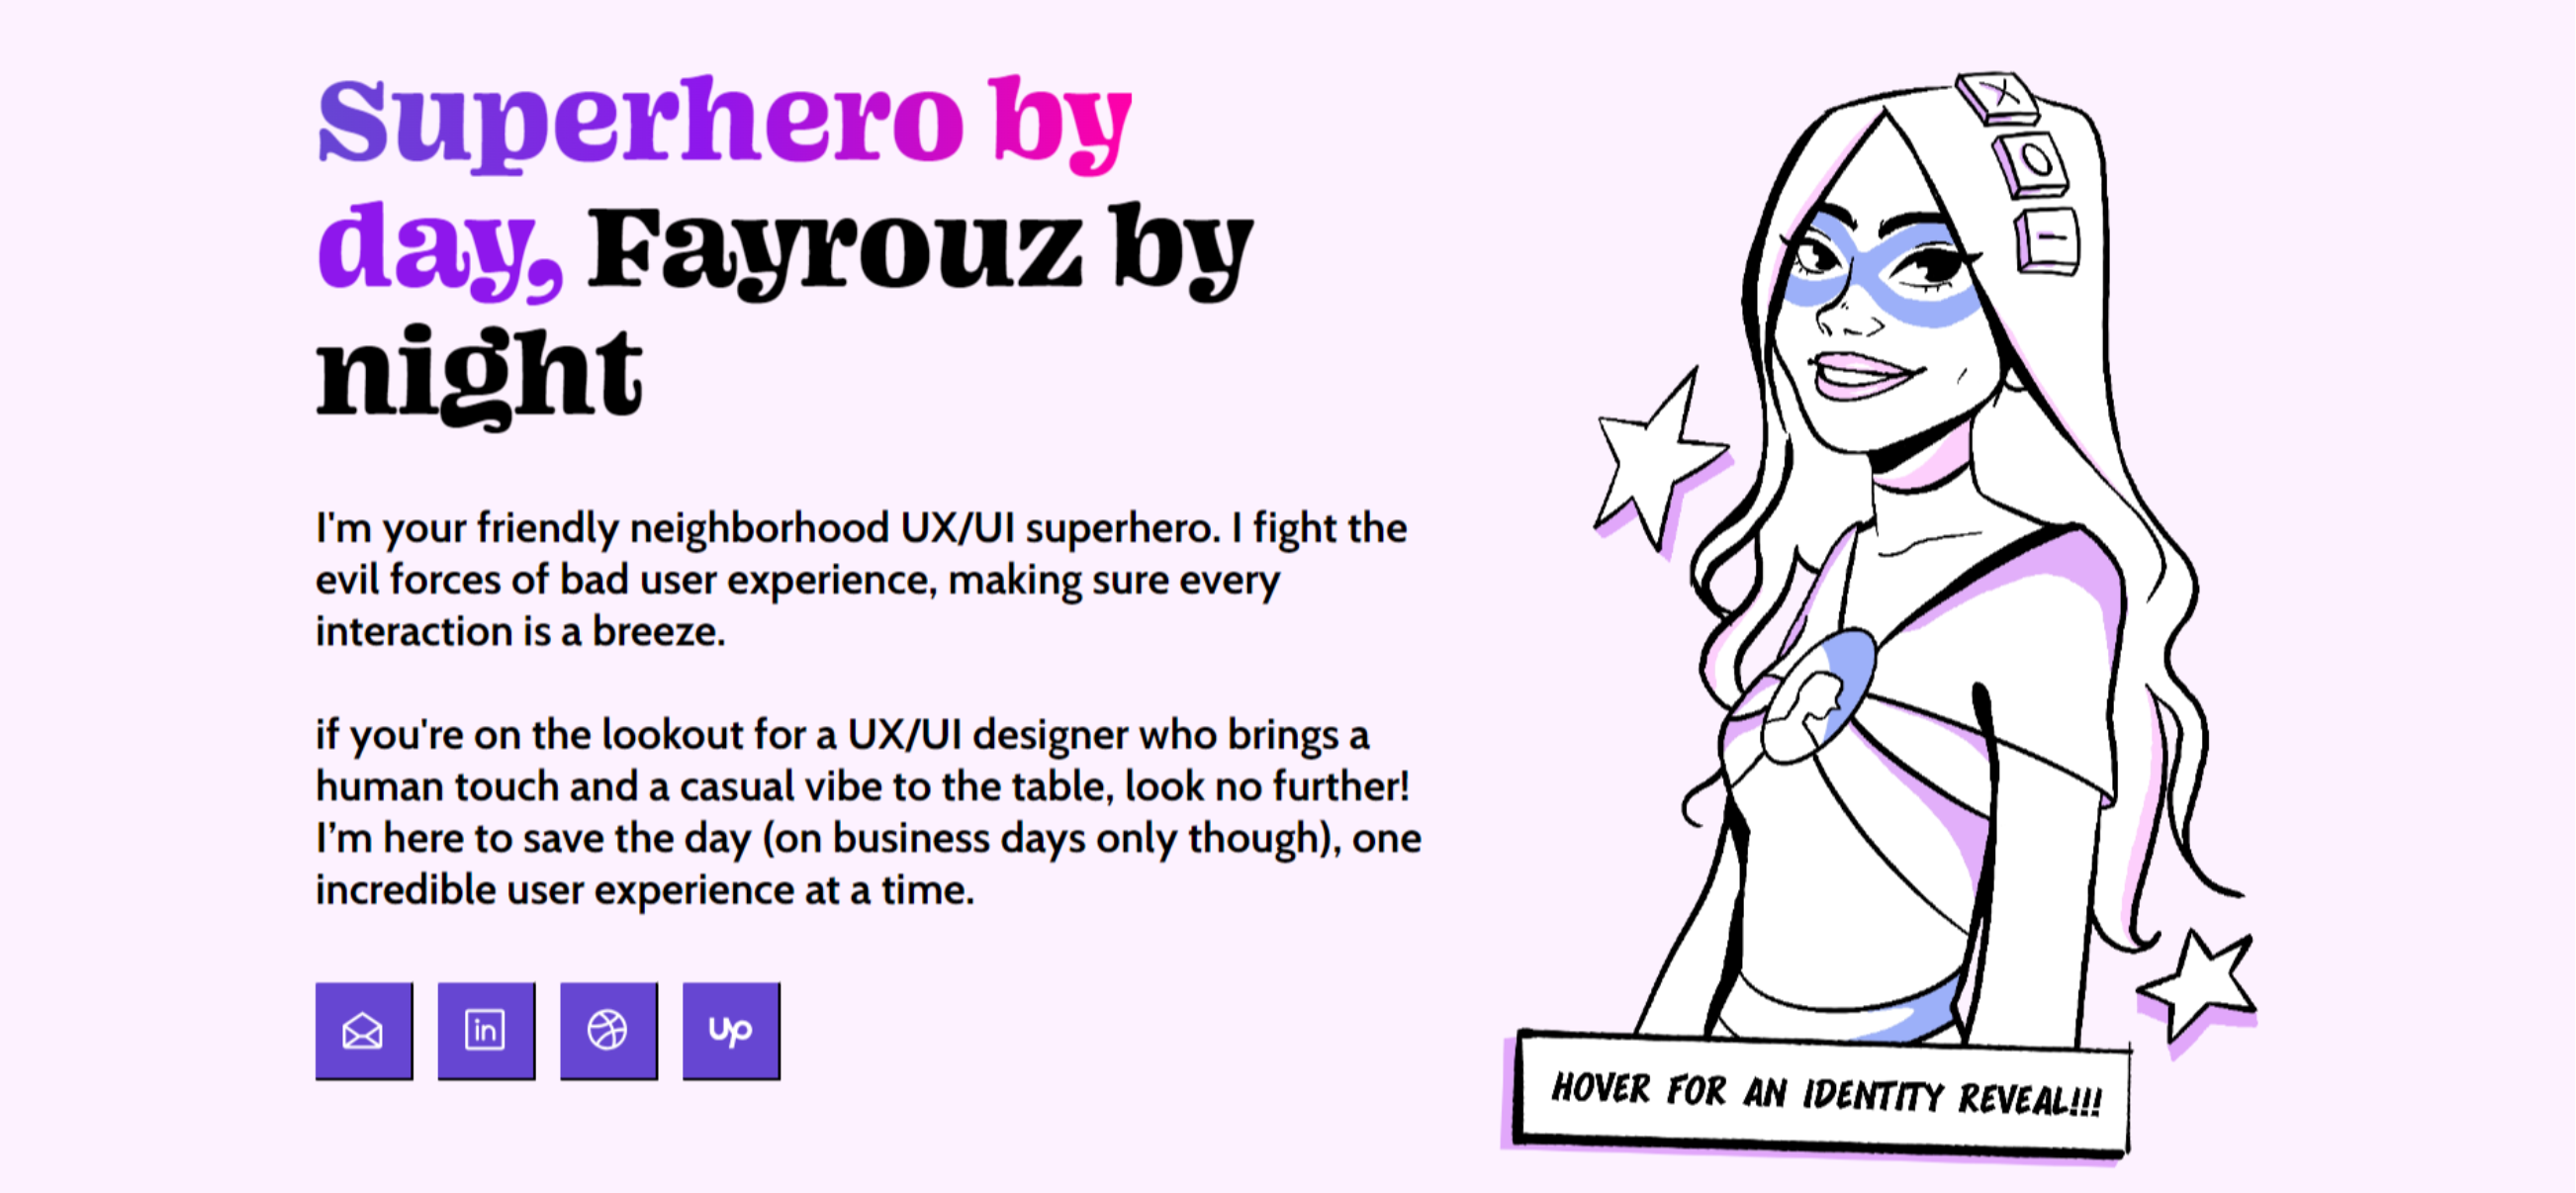 Superhero by
day, Fayrouz by
night
I'm your friendly neighborhood UX/UI superhero. I fight the
evil forces of bad user experience, making sure every
interaction is a breeze.
if you're on the lookout for a UX/UI designer who brings a
human touch and a casual vibe to the table, look no further!
I’m here to save the day (on business days only though), one
incredible user experience at a time.
in
up
HOVER FOR AN IDENTITY REVEAL!!!